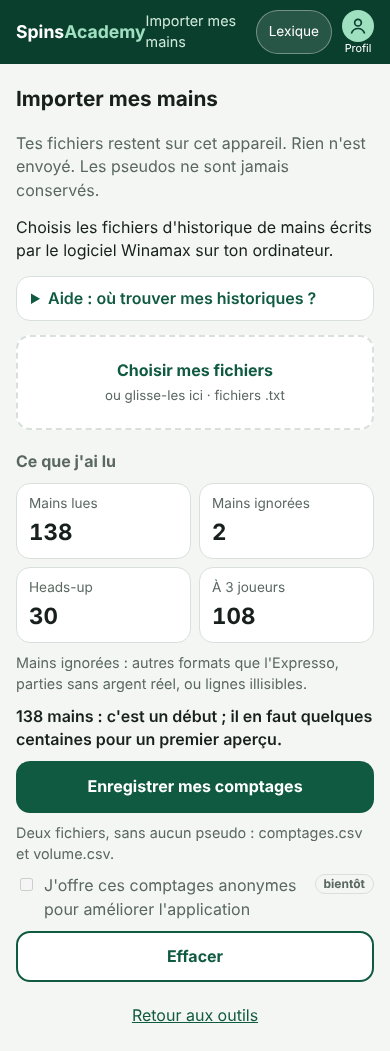 SpinsAcademy
Importer mes
mains
Lexique
Profil
Importer mes mains
Tes fichiers restent sur cet appareil. Rien n'est
envoyé. Les pseudos ne sont jamais
conservés.
Choisis les fichiers d'historique de mains écrits
par le logiciel Winamax sur ton ordinateur.
Aide : où trouver mes historiques ?
Choisir mes fichiers
ou glisse-les ici · fichiers .txt
Ce que j'ai lu
Mains lues
138
Mains ignorées
2
Heads-up
30
À 3 joueurs
108
Mains ignorées : autres formats que l'Expresso,
parties sans argent réel, ou lignes illisibles.
138 mains : c'est un début ; il en faut quelques
centaines pour un premier aperçu.
Enregistrer mes comptages
Deux fichiers, sans aucun pseudo : comptages.csv
et volume.csv.
J'offre ces comptages anonymes
pour améliorer l'application
bientôt
Effacer
Retour aux outils